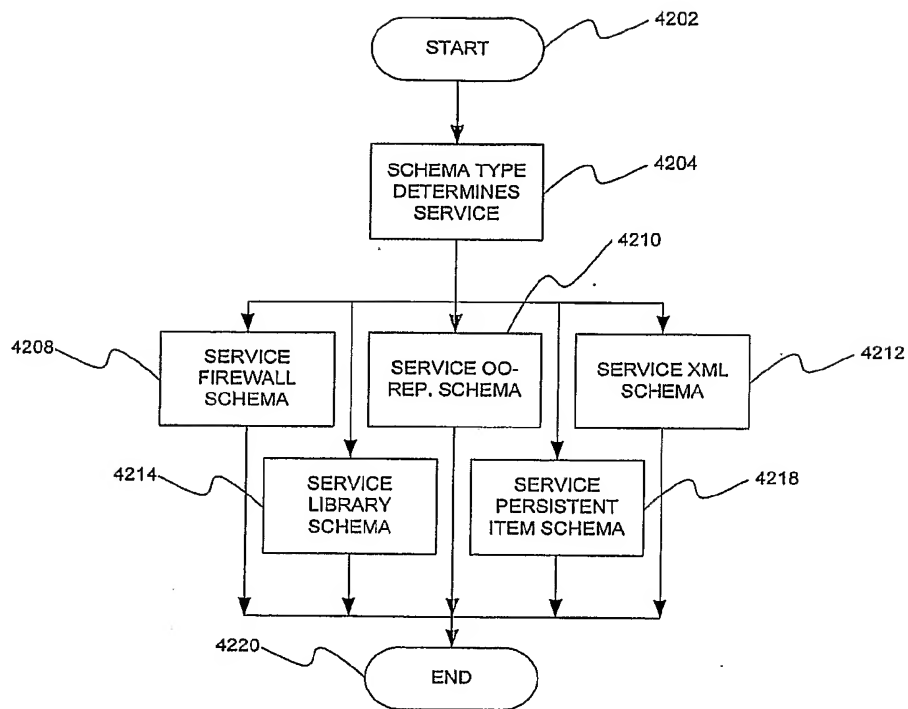 4202
START
SCHEMA TYPE
DETERMINES
SERVICE
4204
4210
4208
SERVICE
FIREWALL
SCHEMA
SERVICE OO-
REP. SCHEMA
SERVICE XML
SCHEMA
4212
4214
SERVICE
LIBRARY
SCHEMA
SERVICE
PERSISTENT
ITEM SCHEMA
4218
4220
END